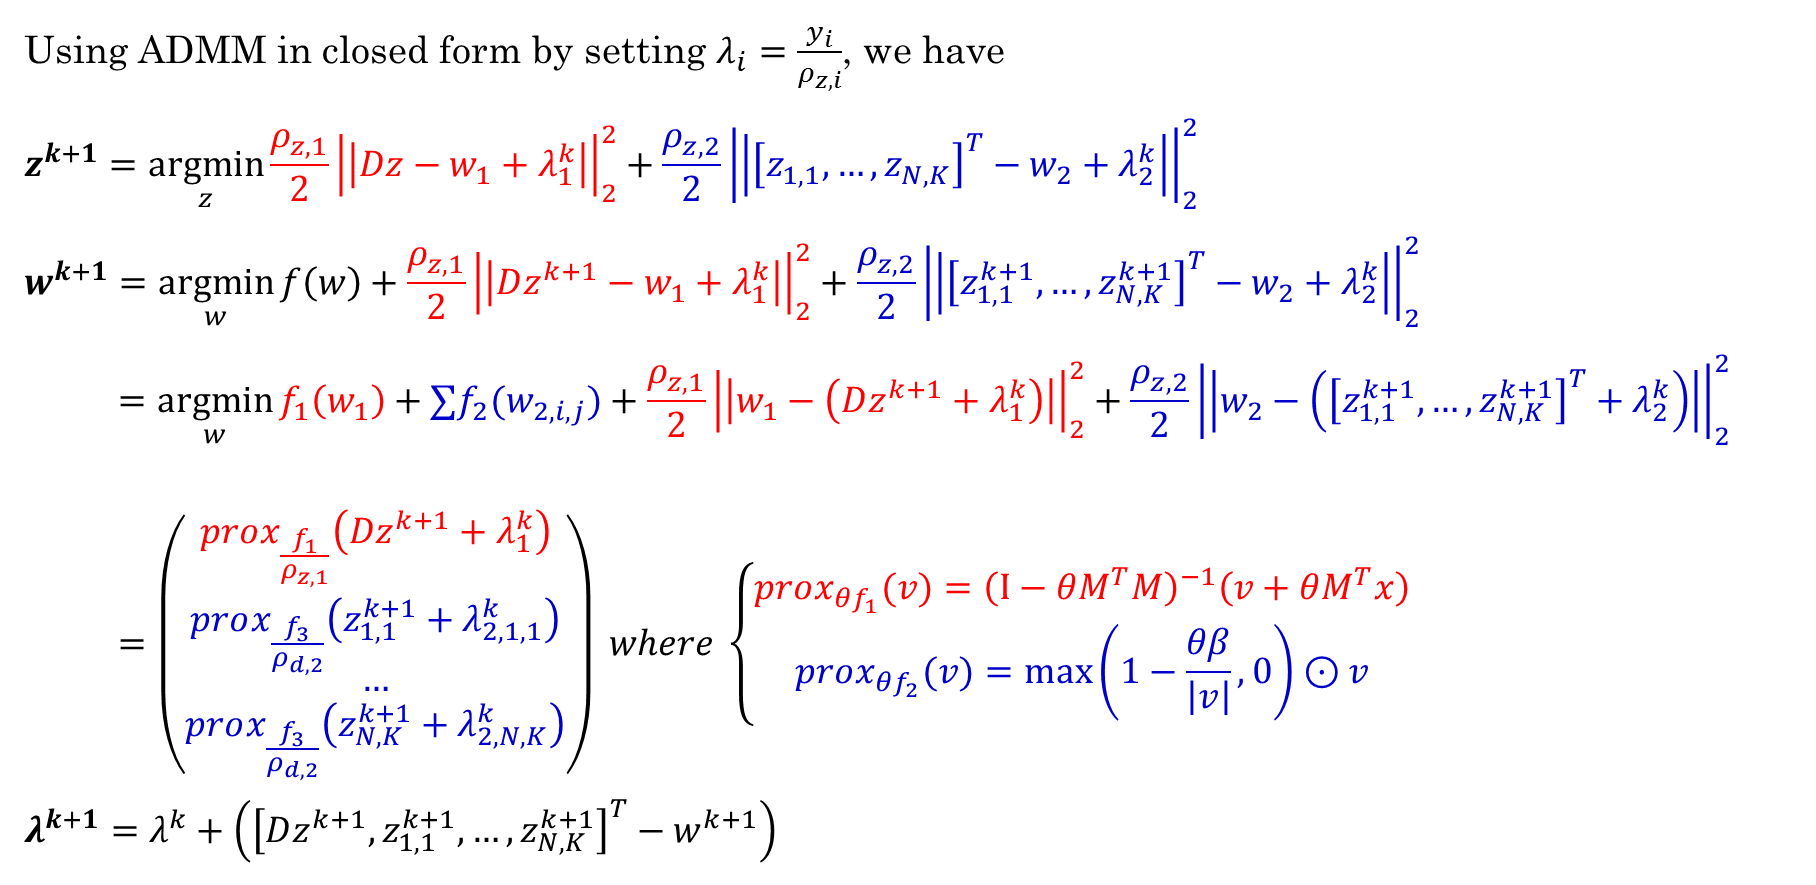 Using ADMM in closed form by setting λ_i = y_i/ρ_{z,i}, we have
z^{k+1} = argmin_z ρ_{z,1}/2 ||Dz − w_1 + λ_1^k||_2^2 + ρ_{z,2}/2 ||[z_{1,1}, …, z_{N,K}]^T − w_2 + λ_2^k||_2^2
w^{k+1} = argmin_w f(w) + ρ_{z,1}/2 ||Dz^{k+1} − w_1 + λ_1^k||_2^2 + ρ_{z,2}/2 ||[z_{1,1}^{k+1}, …, z_{N,K}^{k+1}]^T − w_2 + λ_2^k||_2^2
= argmin_w f_1(w_1) + ∑f_2(w_{2,i,j}) + ρ_{z,1}/2 ||w_1 − (Dz^{k+1} + λ_1^k)||_2^2 + ρ_{z,2}/2 ||w_2 − ([z_{1,1}^{k+1}, …, z_{N,K}^{k+1}]^T + λ_2^k)||_2^2
= ( prox_{f_1/ρ_{z,1}}(Dz^{k+1} + λ_1^k)
prox_{f_3/ρ_{d,2}}(z_{1,1}^{k+1} + λ_{2,1,1}^k)
…
prox_{f_3/ρ_{d,2}}(z_{N,K}^{k+1} + λ_{2,N,K}^k) ) where { prox_{θf_1}(v) = (I − θM^T M)^{−1}(v + θM^T x)
prox_{θf_2}(v) = max(1 − θβ/|v|, 0) ⊙ v
λ^{k+1} = λ^k + ([Dz^{k+1}, z_{1,1}^{k+1}, …, z_{N,K}^{k+1}]^T − w^{k+1})